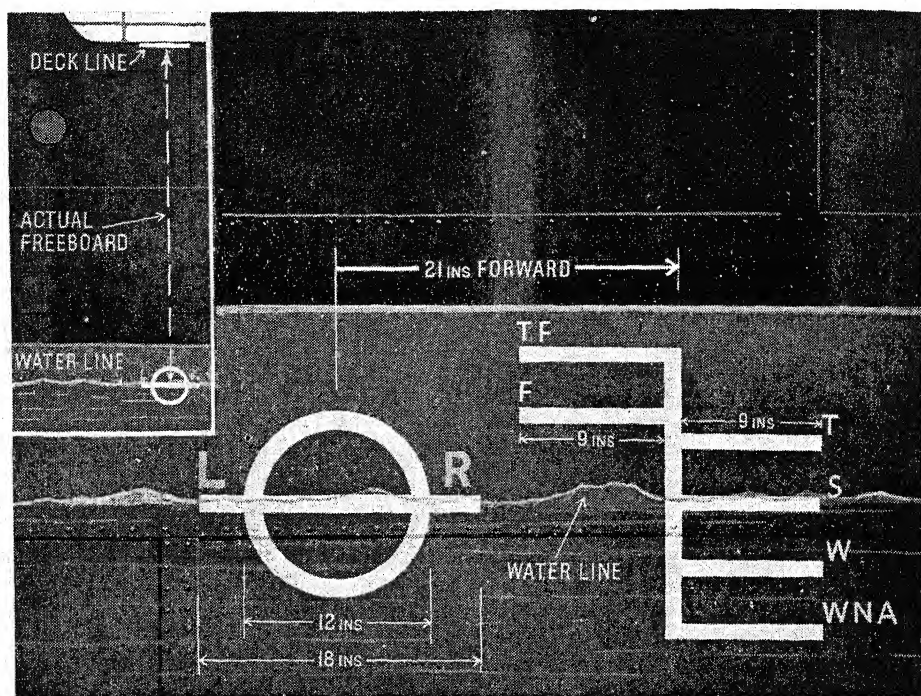 DECK LINE
ACTUAL
FREEBOARD
WATER LINE
21 INS FORWARD
TF
F
9 INS
9 INS
T
L
R
S
WATER LINE
W
WNA
12 INS
18 INS